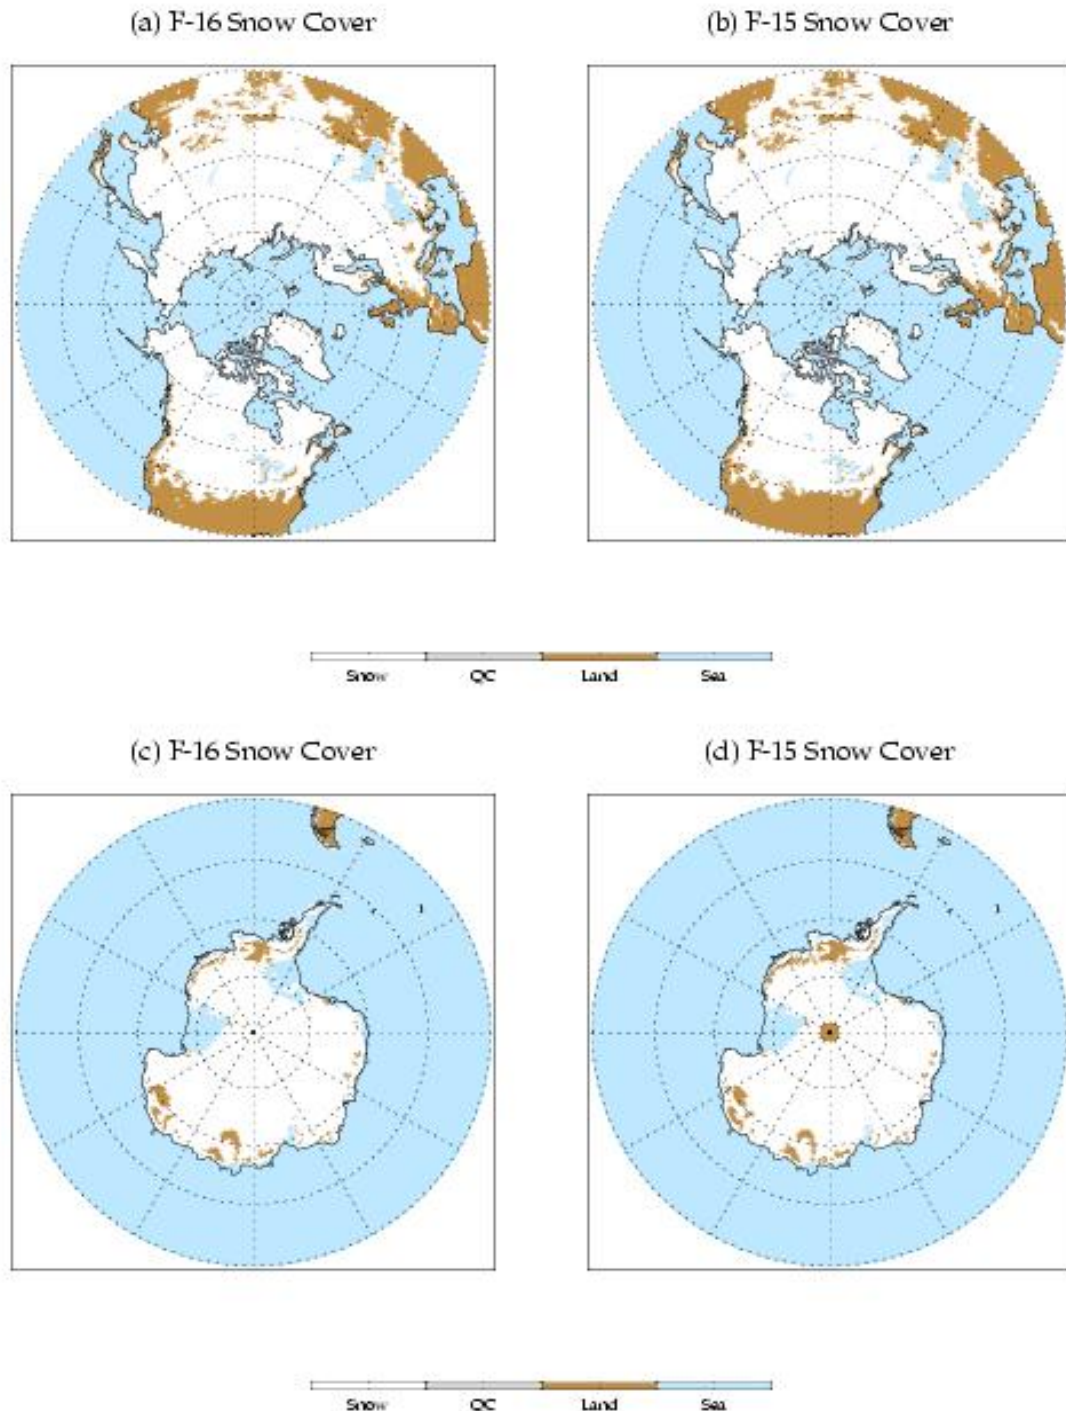 (a) F-16 Snow Cover
(b) F-15 Snow Cover
Snow QC Land Sea
(c) F-16 Snow Cover
(d) F-15 Snow Cover
Snow QC Land Sea